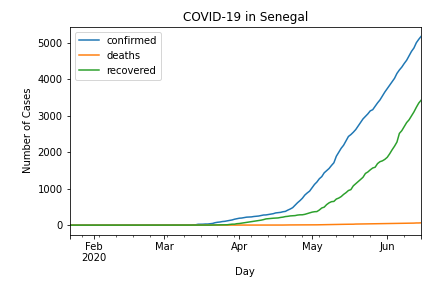 COVID-19 in Senegal
confirmed
deaths
recovered
Number of Cases
5000
4000
3000
2000
1000
0
Feb
2020
Mar
Apr
May
Jun
Day